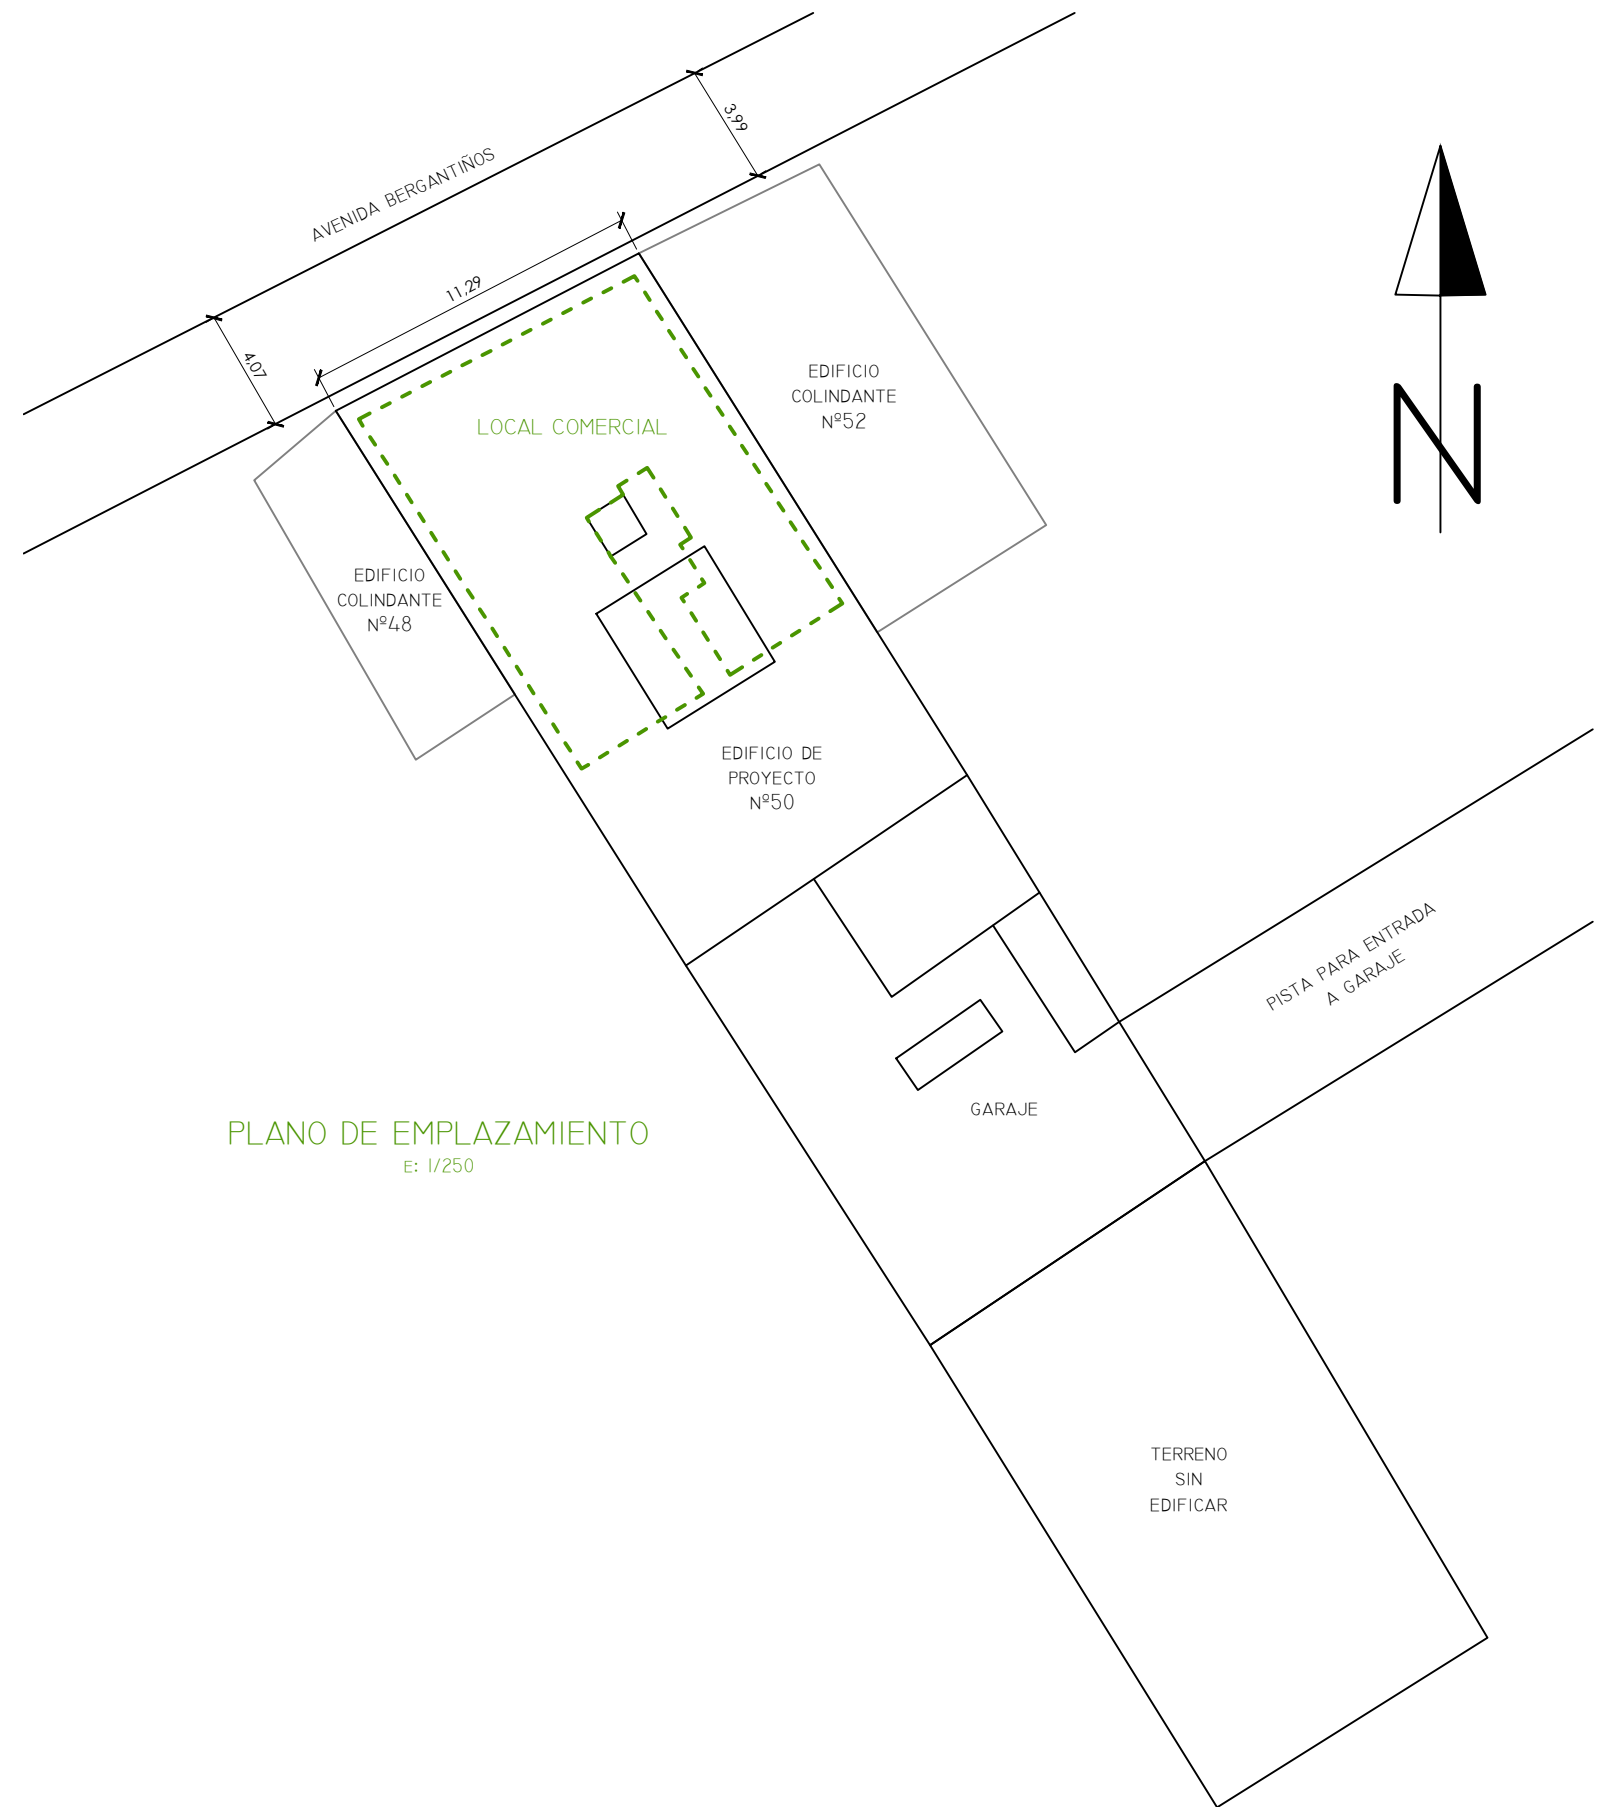 3,99
AVENIDA BERGANTIÑOS
11,29
4,07
EDIFICIO
COLINDANTE
Nº52
LOCAL COMERCIAL
N
EDIFICIO
COLINDANTE
Nº48
EDIFICIO DE
PROYECTO
Nº50
PISTA PARA ENTRADA
A GARAJE
GARAJE
PLANO DE EMPLAZAMIENTO
E: 1/250
TERRENO
SIN
EDIFICAR